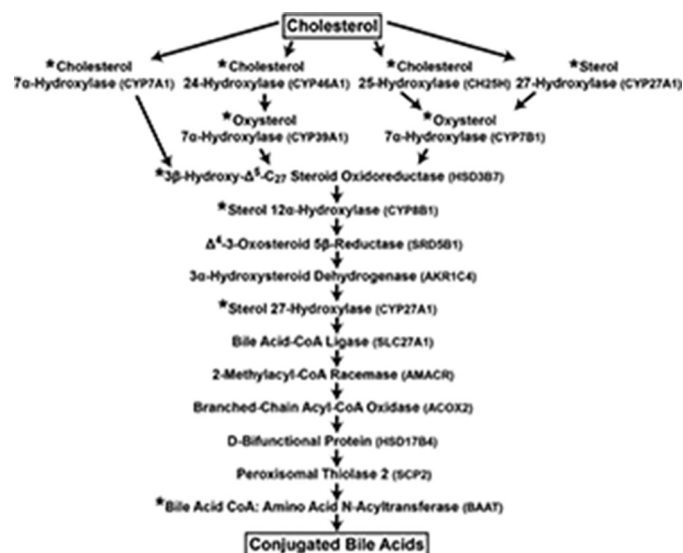 Cholesterol
*Cholesterol *Cholesterol *Cholesterol *Sterol
7α-Hydroxylase (CYP7A1) 24-Hydroxylase (CYP46A1) 25-Hydroxylase (CH25H) 27-Hydroxylase (CYP27A1)
*Oxysterol *Oxysterol
7α-Hydroxylase (CYP39A1) 7α-Hydroxylase (CYP7B1)
*3β-Hydroxy-Δ⁵-C₂₇ Steroid Oxidoreductase (HSD3B7)
*Sterol 12α-Hydroxylase (CYP8B1)
Δ⁴-3-Oxosteroid 5β-Reductase (SRD5B1)
3α-Hydroxysteroid Dehydrogenase (AKR1C4)
*Sterol 27-Hydroxylase (CYP27A1)
Bile Acid-CoA Ligase (SLC27A1)
2-Methylacyl-CoA Racemase (AMACR)
Branched-Chain Acyl-CoA Oxidase (ACOX2)
D-Bifunctional Protein (HSD17B4)
Peroxisomal Thiolase 2 (SCP2)
*Bile Acid CoA: Amino Acid N-Acyltransferase (BAAT)
Conjugated Bile Acids